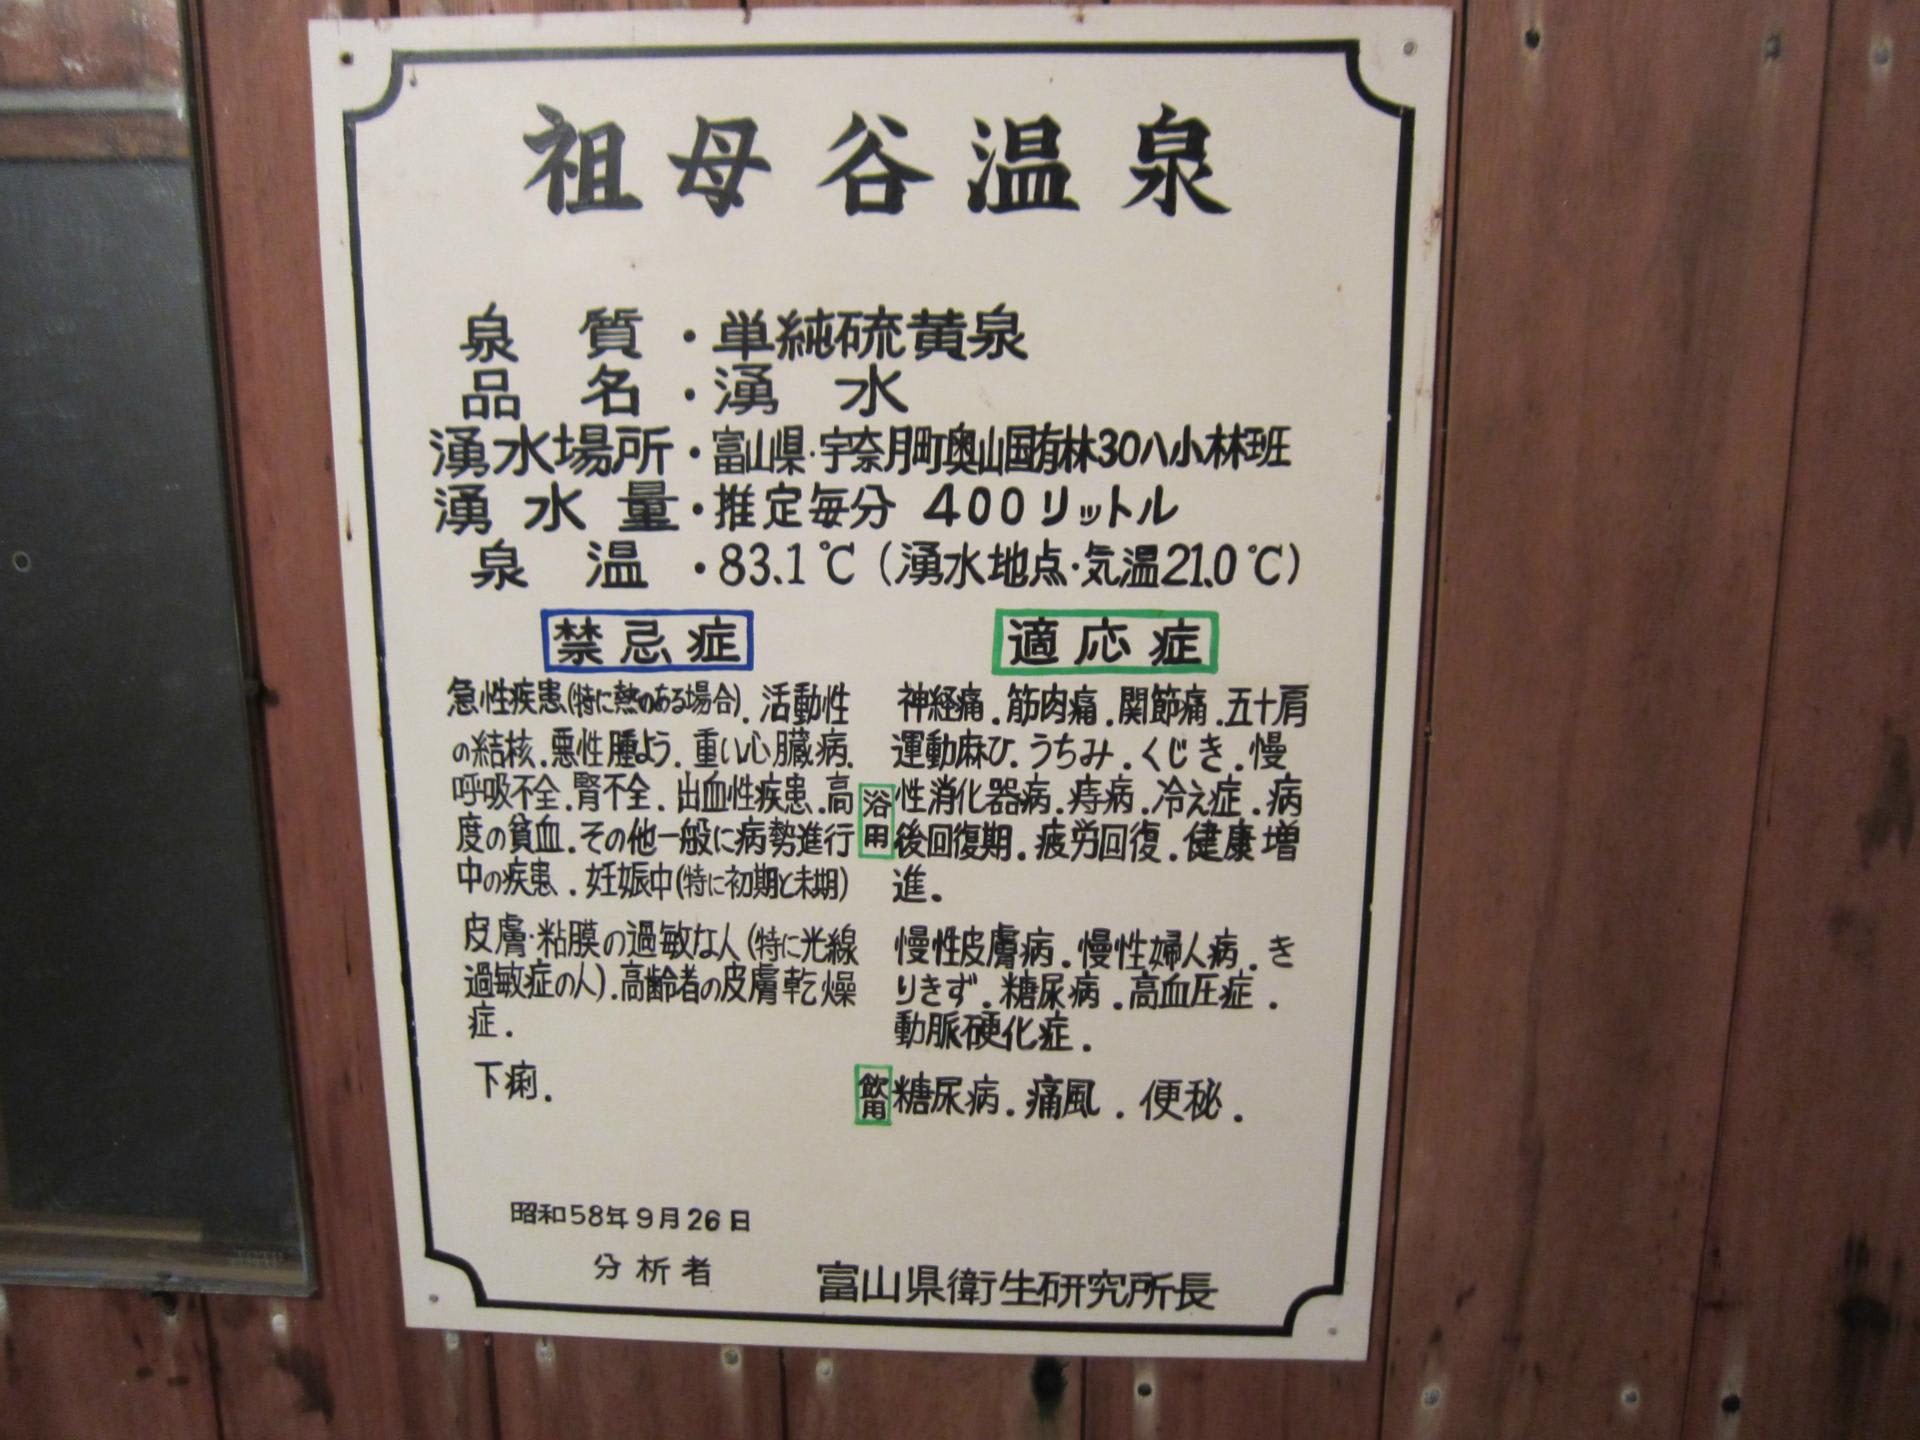 祖母谷温泉
泉質・単純硫黄泉
品名・湧水
湧水場所・富山県・宇奈月町奥山国有林30八小林班
湧水量・推定毎分 400リットル
泉温・83.1℃(湧水地点・気温21.0℃)
禁忌症
急性疾患(特に熱のある場合).活動性
の結核.悪性腫よう.重い心臓病.
呼吸不全.腎不全.出血性疾患.高
度の貧血.その他一般に病勢進行
中の疾患.妊娠中(特に初期と末期)
皮膚・粘膜の過敏な人(特に光線
過敏症の人).高齢者の皮膚乾燥
症.
下痢.
適応症
浴用
神経痛.筋肉痛.関節痛.五十肩
運動麻ひ.うちみ.くじき.慢
性消化器病.痔病.冷え症.病
後回復期.疲労回復.健康増
進.
慢性皮膚病.慢性婦人病.き
りきず.糖尿病.高血圧症.
動脈硬化症.
飲用
糖尿病.痛風.便秘.
昭和58年9月26日
分析者 富山県衛生研究所長